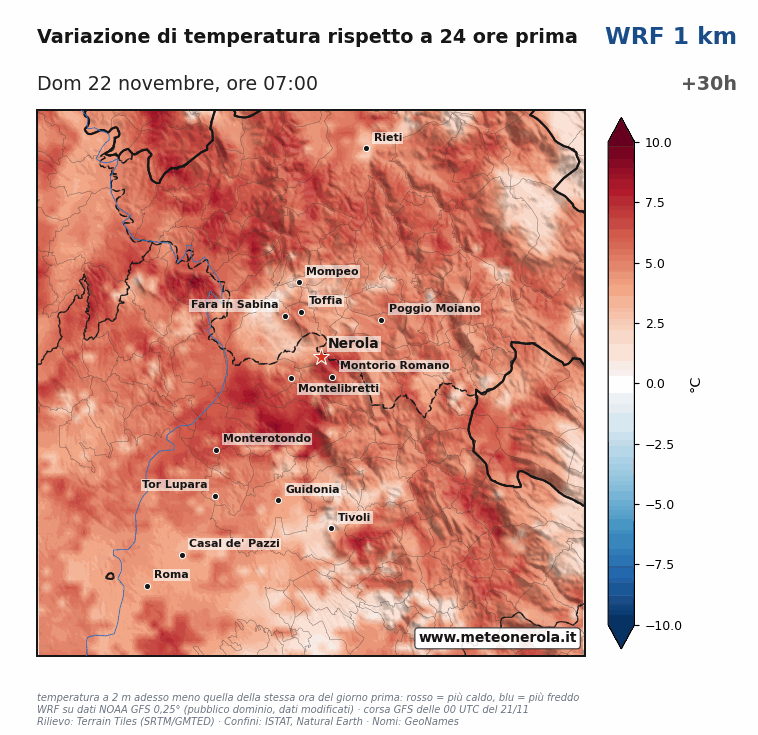 Variazione di temperatura rispetto a 24 ore prima WRF 1 km
Dom 22 novembre, ore 07:00 +30h
Rieti
Mompeo
Fara in Sabina
Toffia
Poggio Moiano
Nerola
Montorio Romano
Montelibretti
Monterotondo
Tor Lupara
Guidonia
Tivoli
Casal de' Pazzi
Roma
www.meteonerola.it
10.0
7.5
5.0
2.5
0.0
−2.5
−5.0
−7.5
−10.0
°C
temperatura a 2 m adesso meno quella della stessa ora del giorno prima: rosso = più caldo, blu = più freddo
WRF su dati NOAA GFS 0,25° (pubblico dominio, dati modificati) · corsa GFS delle 00 UTC del 21/11
Rilievo: Terrain Tiles (SRTM/GMTED) · Confini: ISTAT, Natural Earth · Nomi: GeoNames